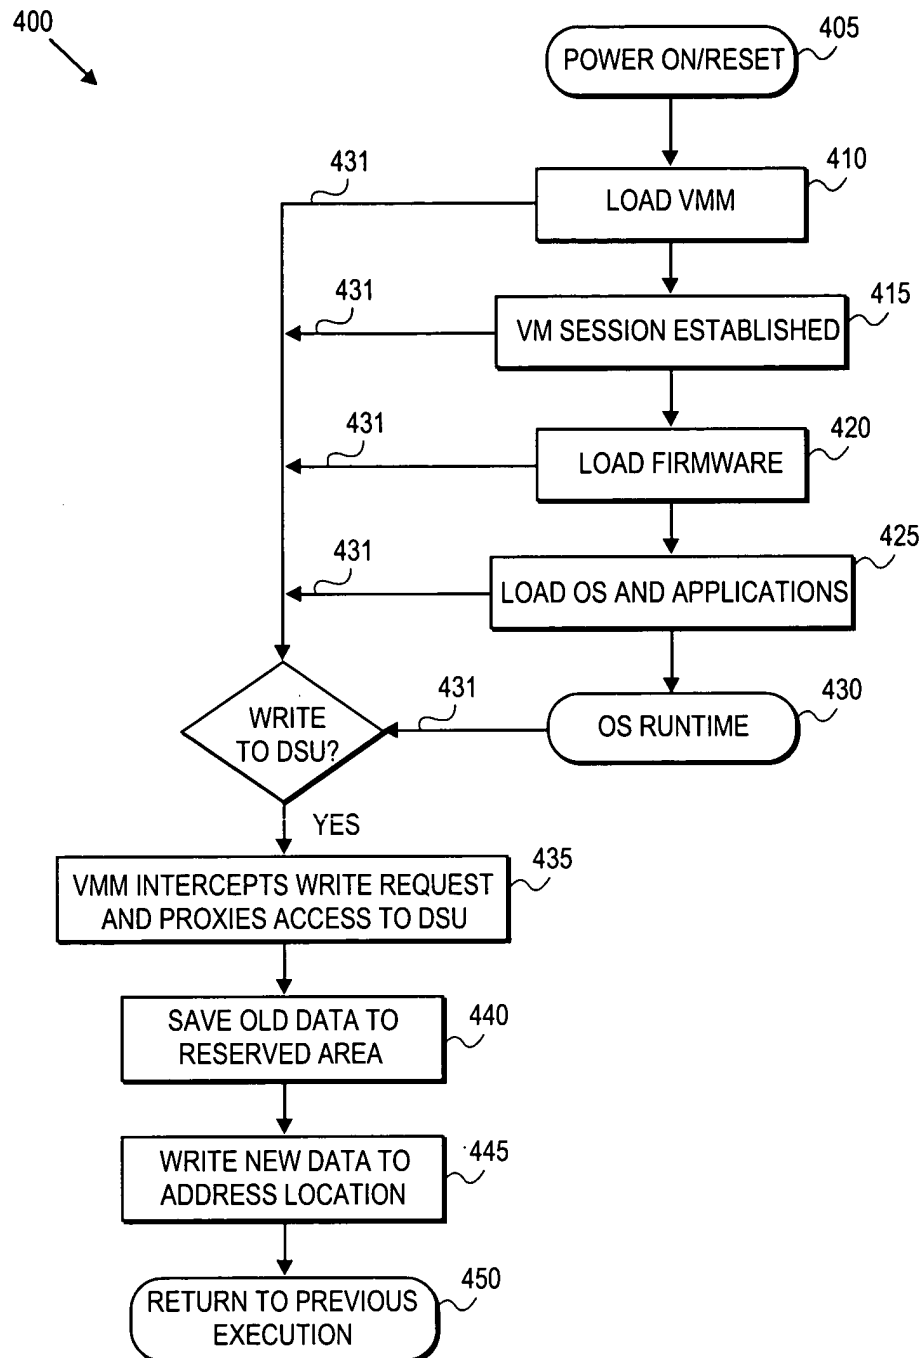 400
POWER ON/RESET
405
431
LOAD VMM
410
431
VM SESSION ESTABLISHED
415
431
LOAD FIRMWARE
420
431
LOAD OS AND APPLICATIONS
425
WRITE
TO DSU?
431
OS RUNTIME
430
YES
VMM INTERCEPTS WRITE REQUEST
AND PROXIES ACCESS TO DSU
435
SAVE OLD DATA TO
RESERVED AREA
440
WRITE NEW DATA TO
ADDRESS LOCATION
445
RETURN TO PREVIOUS
EXECUTION
450